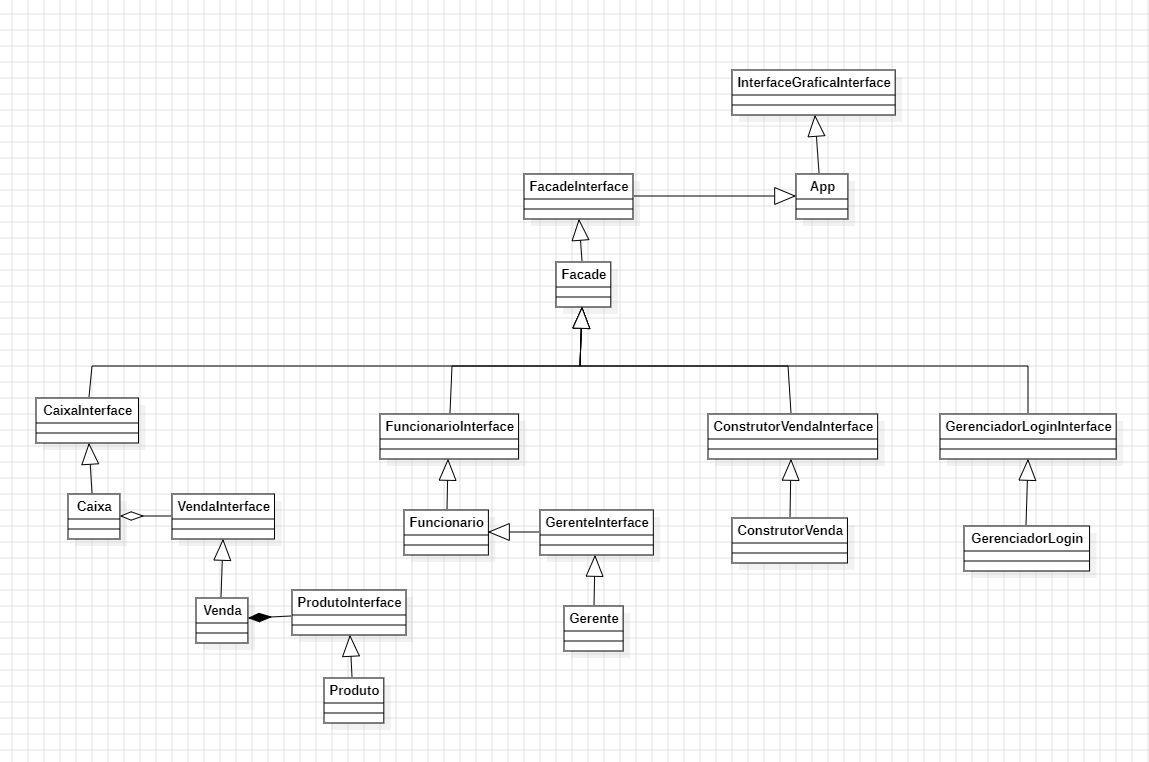 InterfaceGraficaInterface
FacadeInterface
App
Facade
CaixaInterface
FuncionarioInterface
ConstrutorVendaInterface
GerenciadorLoginInterface
Caixa
VendaInterface
Funcionario
GerenteInterface
ConstrutorVenda
GerenciadorLogin
Venda
ProdutoInterface
Gerente
Produto